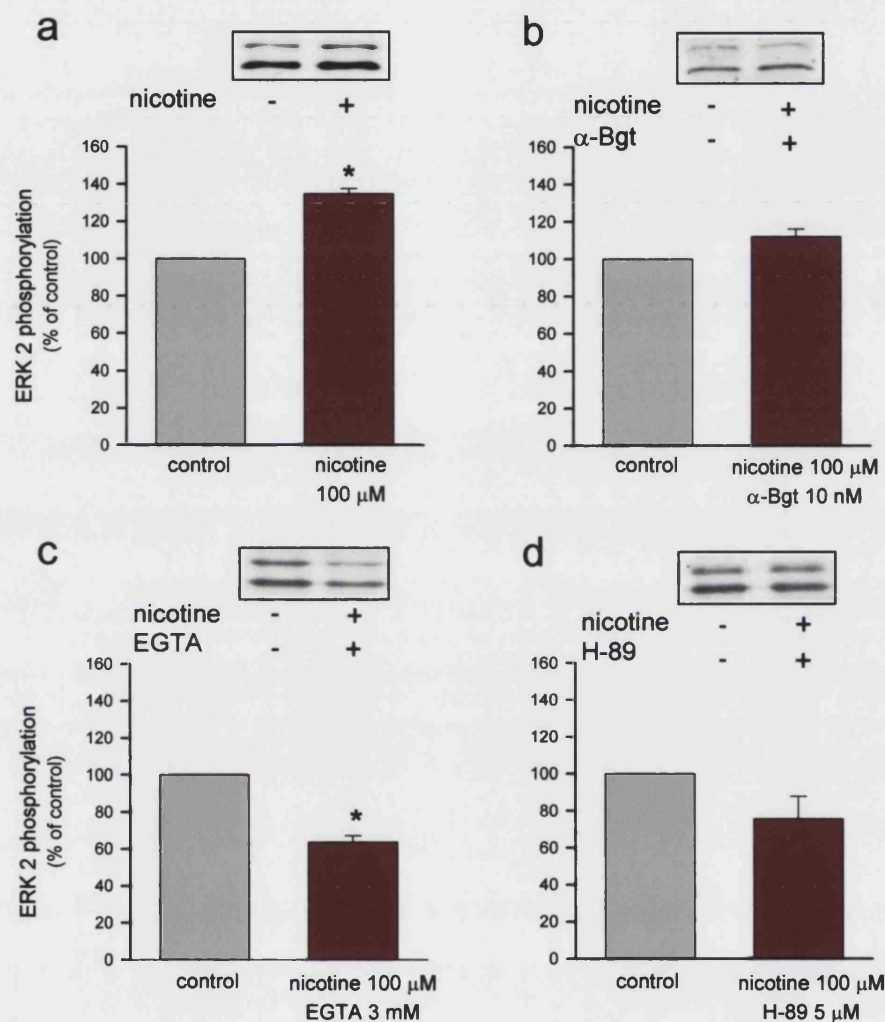 a
nicotine - +
160
140
120
100
80
60
40
20
0
ERK 2 phosphorylation
(% of control)
*
control nicotine
100 µM
b
nicotine - +
α-Bgt - +
160
140
120
100
80
60
40
20
0
control nicotine 100 µM
α-Bgt 10 nM
c
nicotine - +
EGTA - +
160
140
120
100
80
60
40
20
0
ERK 2 phosphorylation
(% of control)
*
control nicotine 100 µM
EGTA 3 mM
d
nicotine - +
H-89 - +
160
140
120
100
80
60
40
20
0
control nicotine 100 µM
H-89 5 µM